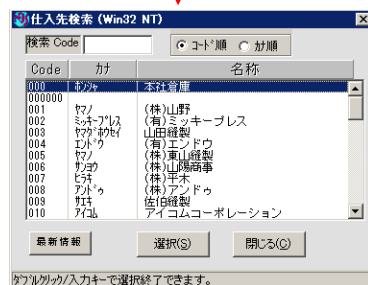 仕入先検索 (Win32 NT)
検索 Code ｺｰﾄﾞ順 ｶﾅ順
Code ｶﾅ 名称
000 ﾎﾝｼｬ 本社倉庫
000000
001 ﾔﾏﾉ (株)山野
002 ﾐｯｷｰﾌﾟﾚｽ (有)ミッキープレス
003 ﾔﾏﾀﾞﾎｳｾｲ 山田縫製
004 ｴﾝﾄﾞｳ (有)エンドウ
005 ﾔﾏﾉ (株)東山縫製
006 ｻﾝﾖｳ (株)山陽商事
007 ﾋﾗｷ (株)平木
008 ｱﾝﾄﾞｩ (株)アンドゥ
009 ｻｴｷ 佐伯縫製
010 ｱｲｺﾑ アイコムコーポレーション
最新情報 選択(S) 閉じる(C)
ﾀﾞﾌﾞﾙｸﾘｯｸ/入力キーで選択終了できます。